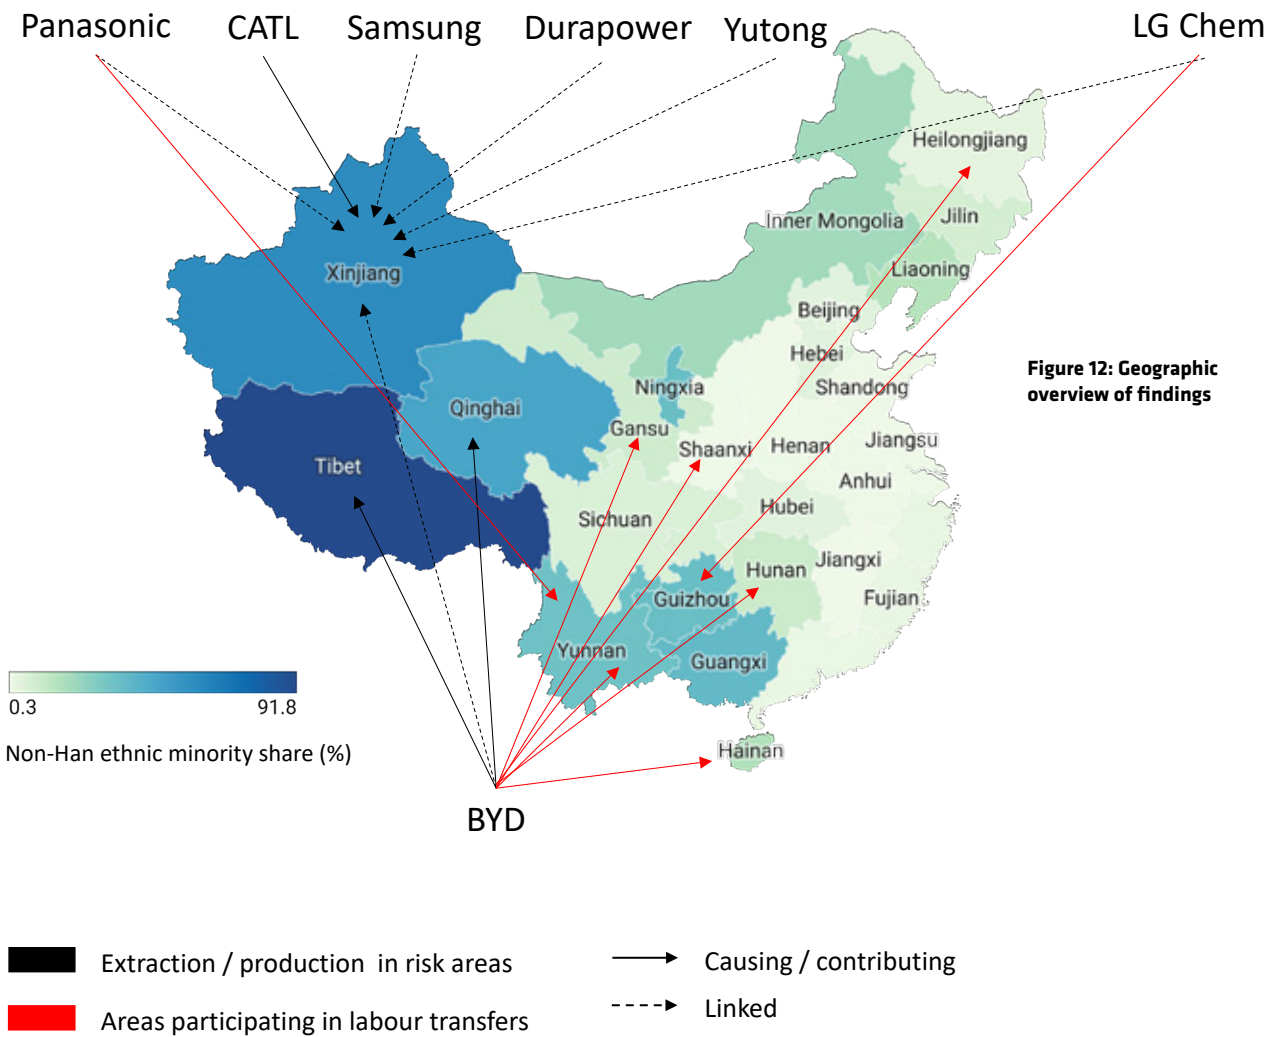 Panasonic
CATL
Samsung
Durapower
Yutong
LG Chem
Heilongjiang
Inner Mongolia
Jilin
Liaoning
Xinjiang
Beijing
Hebei
Shandong
Figure 12: Geographic
overview of findings
Ningxia
Qinghai
Gansu
Shaanxi
Henan
Jiangsu
Tibet
Anhui
Sichuan
Hubei
Hunan
Jiangxi
Guizhou
Fujian
Yunnan
Guangxi
0.3
91.8
Non-Han ethnic minority share (%)
Hainan
BYD
Extraction / production in risk areas
Causing / contributing
Areas participating in labour transfers
Linked